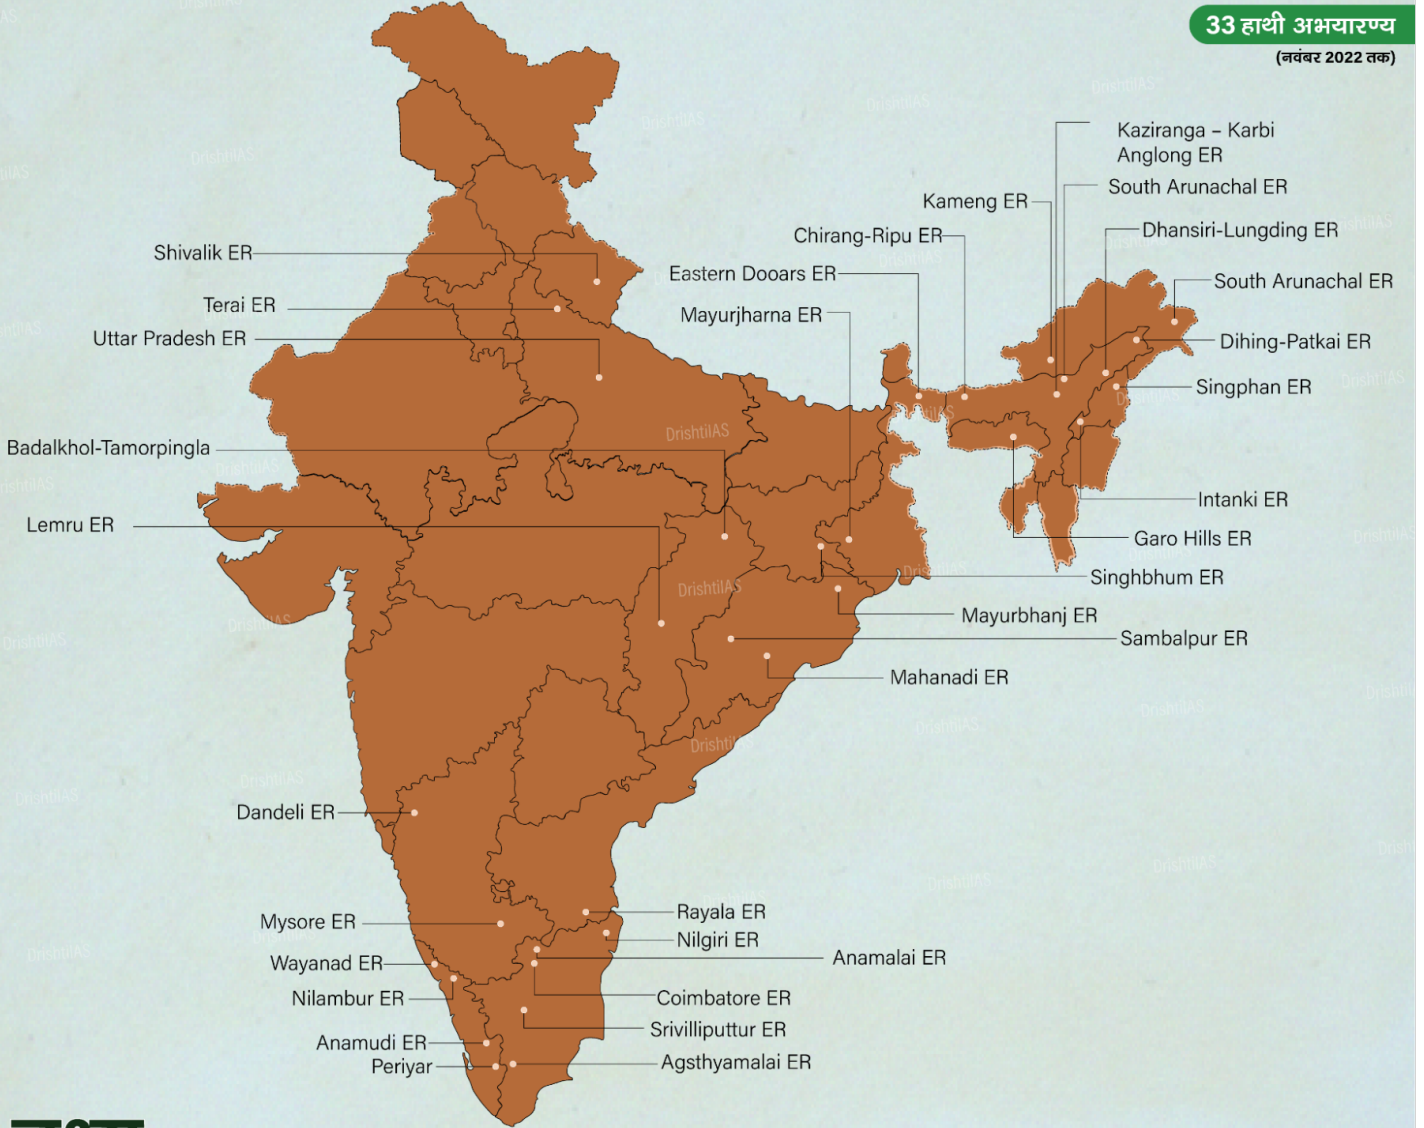 33 हाथी अभयारण्य
(नवंबर 2022 तक)
Kaziranga – Karbi
Anglong ER
South Arunachal ER
Kameng ER
Dhansiri-Lungding ER
Chirang-Ripu ER
Shivalik ER
Eastern Dooars ER
South Arunachal ER
Terai ER
Mayurjharna ER
Uttar Pradesh ER
Dihing-Patkai ER
Singphan ER
DrishtiIAS
Badalkhol-Tamorpingla
Intanki ER
Lemru ER
Garo Hills ER
Singhbhum ER
DrishtiIAS
Mayurbhanj ER
Sambalpur ER
Mahanadi ER
DrishtiIAS
Dandeli ER
Rayala ER
Mysore ER
Nilgiri ER
Anamalai ER
Wayanad ER
Nilambur ER
Coimbatore ER
Srivilliputtur ER
Anamudi ER
Agsthyamalai ER
Periyar